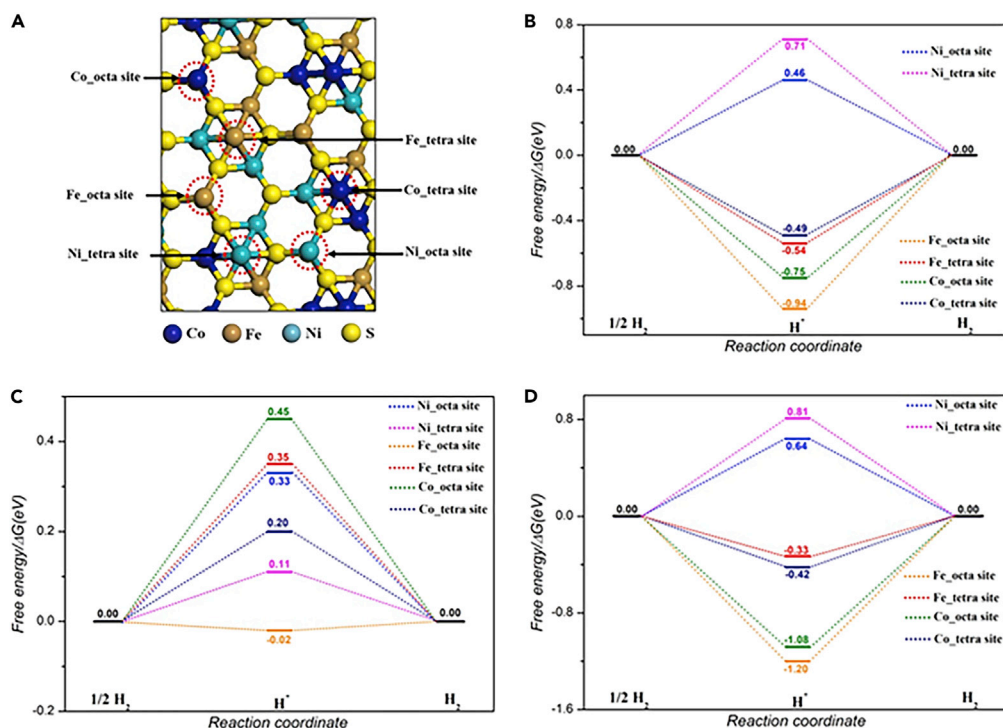 A
Co_octa site
Fe_tetra site
Fe_octa site
Co_tetra site
Ni_tetra site
Ni_octa site
Co Fe Ni S
B
Free energy/ΔG(eV)
0.8
0.4
0.0
-0.4
-0.8
Ni_octa site
Ni_tetra site
0.71
0.46
0.00
0.00
-0.49
-0.54
-0.75
-0.94
Fe_octa site
Fe_tetra site
Co_octa site
Co_tetra site
1/2 H₂
H*
H₂
Reaction coordinate
C
Free energy/ΔG(eV)
0.4
0.2
0.0
-0.2
Ni_octa site
Ni_tetra site
Fe_octa site
Fe_tetra site
Co_octa site
Co_tetra site
0.45
0.35
0.33
0.20
0.11
0.00
0.00
-0.02
1/2 H₂
H*
H₂
Reaction coordinate
D
Free energy/ΔG(eV)
0.8
0.0
-0.8
-1.6
Ni_octa site
Ni_tetra site
0.81
0.64
0.00
0.00
-0.33
-0.42
-1.08
-1.20
Fe_octa site
Fe_tetra site
Co_octa site
Co_tetra site
1/2 H₂
H*
H₂
Reaction coordinate